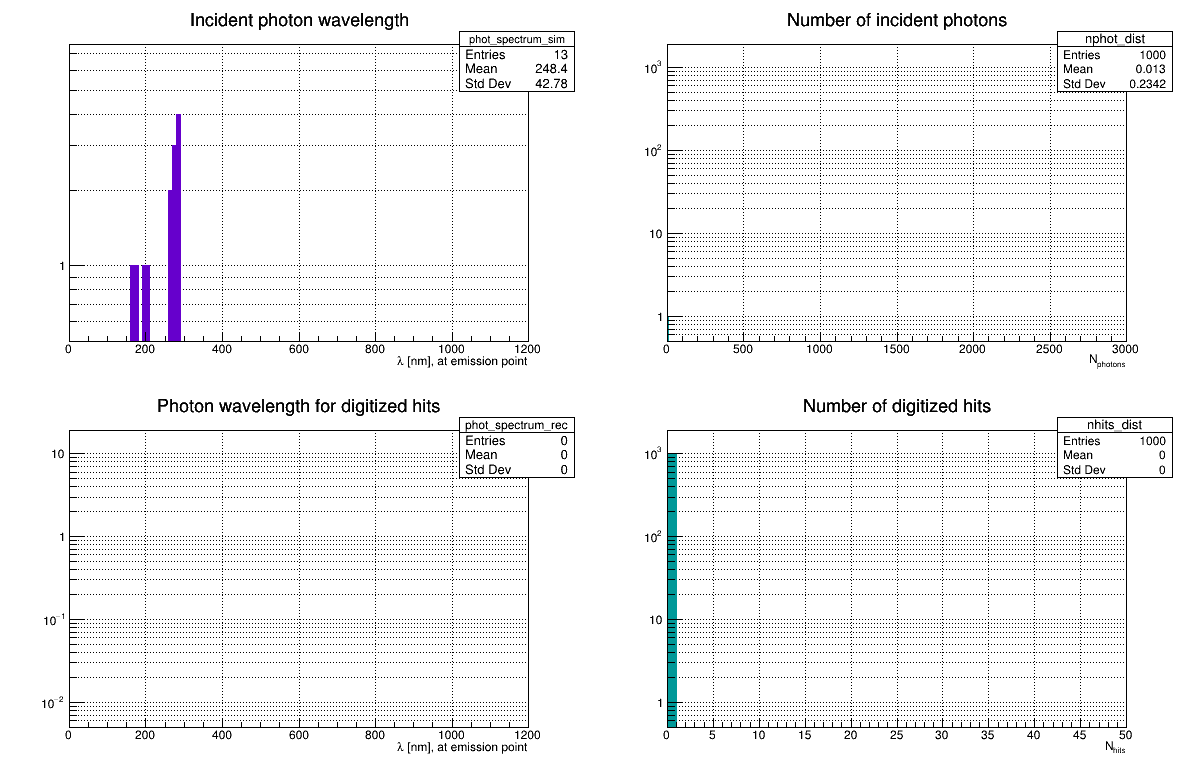 Incident photon wavelength
phot_spectrum_sim
Entries 13
Mean 248.4
Std Dev 42.78
1
0 200 400 600 800 1000 1200
λ [nm], at emission point
Number of incident photons
nphot_dist
Entries 1000
Mean 0.013
Std Dev 0.2342
10³
10²
10
1
0 500 1000 1500 2000 2500 3000
Nphotons
Photon wavelength for digitized hits
phot_spectrum_rec
Entries 0
Mean 0
Std Dev 0
10
1
10⁻¹
10⁻²
0 200 400 600 800 1000 1200
λ [nm], at emission point
Number of digitized hits
nhits_dist
Entries 1000
Mean 0
Std Dev 0
10³
10²
10
1
0 5 10 15 20 25 30 35 40 45 50
Nhits